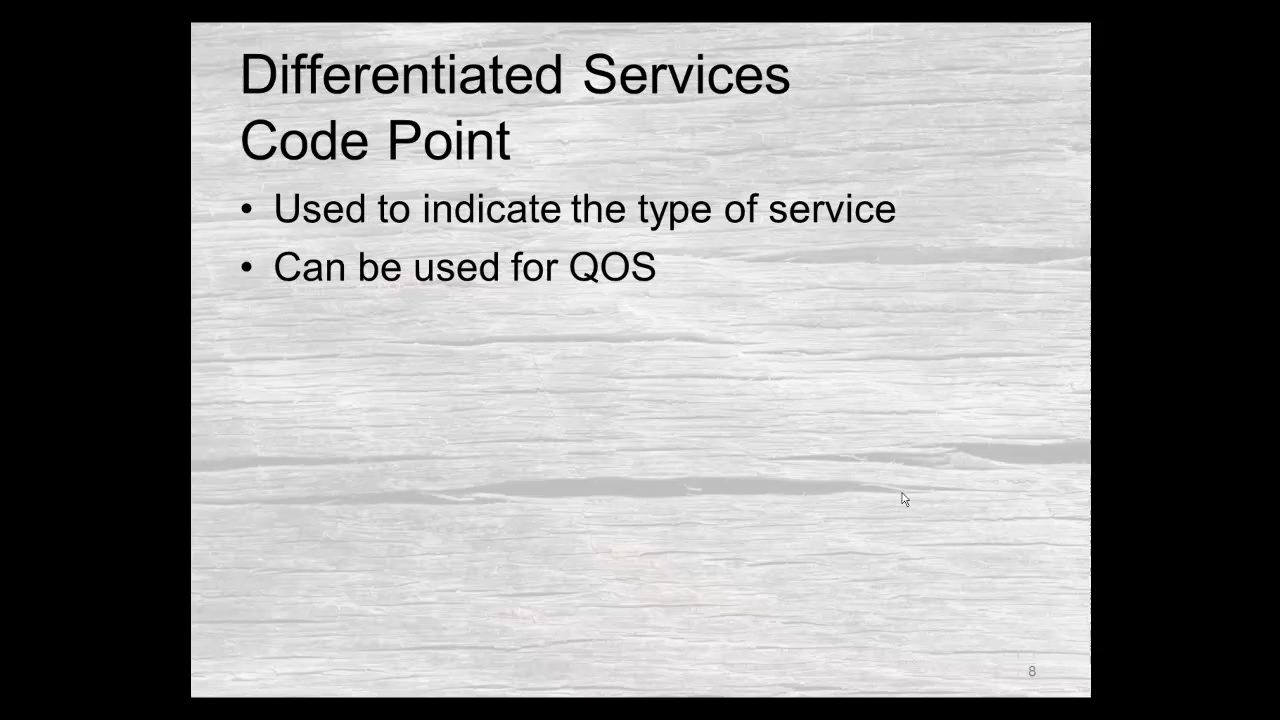 Differentiated Services
Code Point
• Used to indicate the type of service
• Can be used for QOS
8